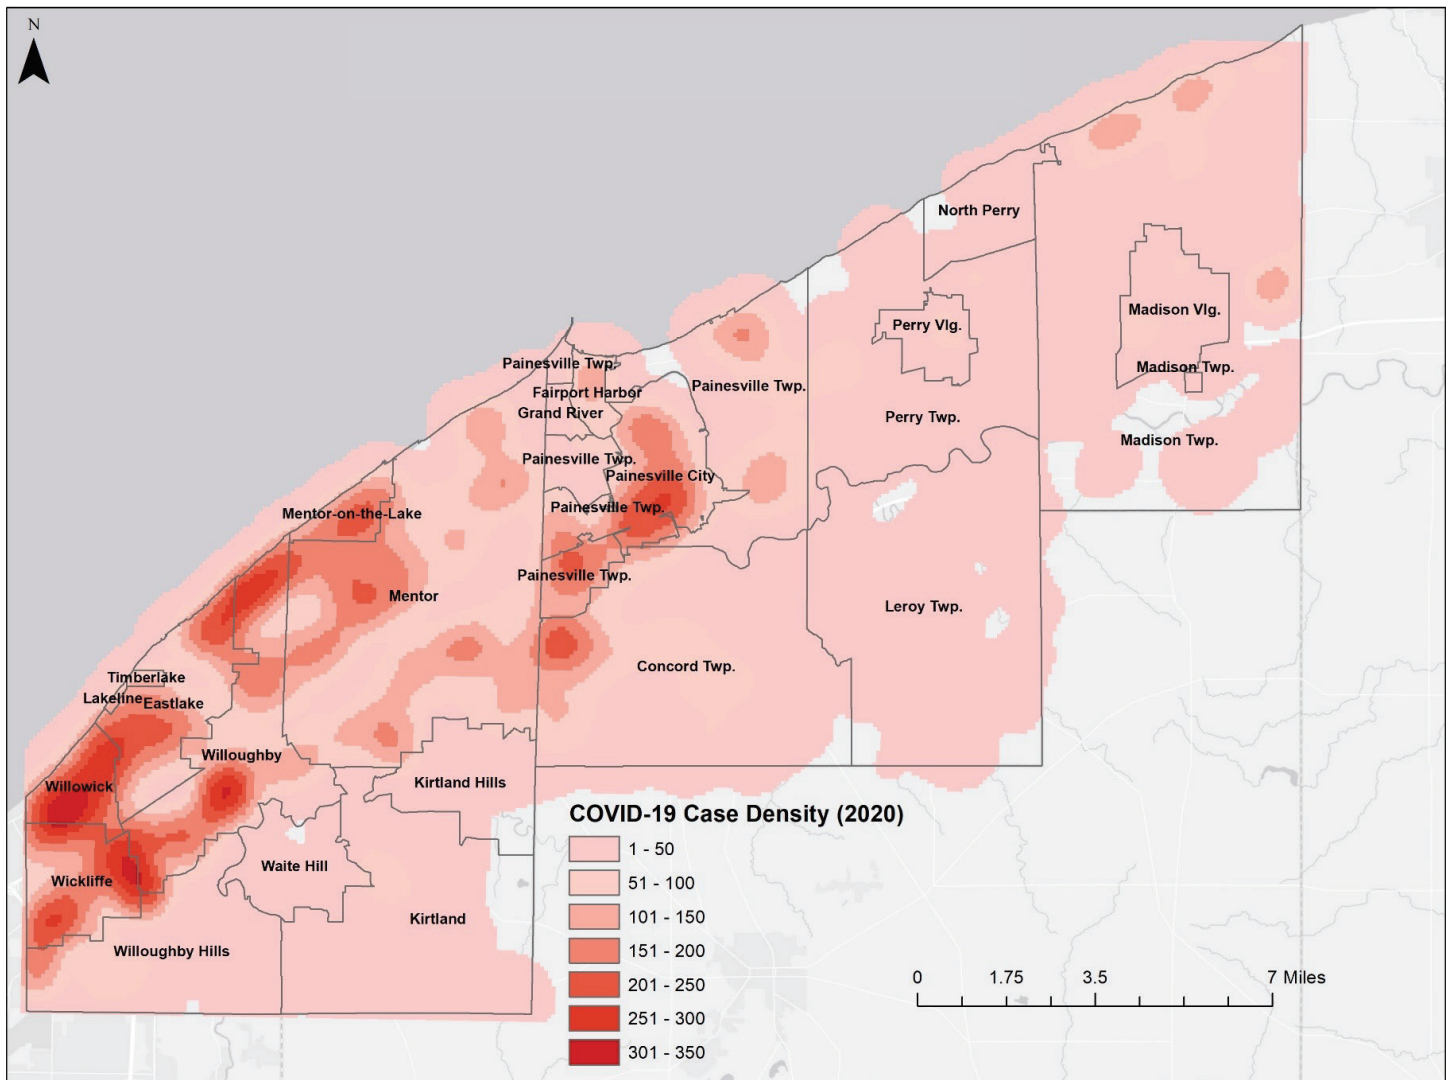 N
North Perry
Madison Vlg.
Perry Vlg.
Painesville Twp.
Madison Twp.
Painesville Twp.
Fairport Harbor
Grand River
Perry Twp.
Madison Twp.
Painesville Twp.
Painesville City
Painesville Twp.
Mentor-on-the-Lake
Painesville Twp.
Mentor
Leroy Twp.
Concord Twp.
Timberlake
Lakeline
Eastlake
Willoughby
Kirtland Hills
Willowick
Waite Hill
Wickliffe
Kirtland
Willoughby Hills
COVID-19 Case Density (2020)
1 - 50
51 - 100
101 - 150
151 - 200
201 - 250
251 - 300
301 - 350
0 1.75 3.5 7 Miles